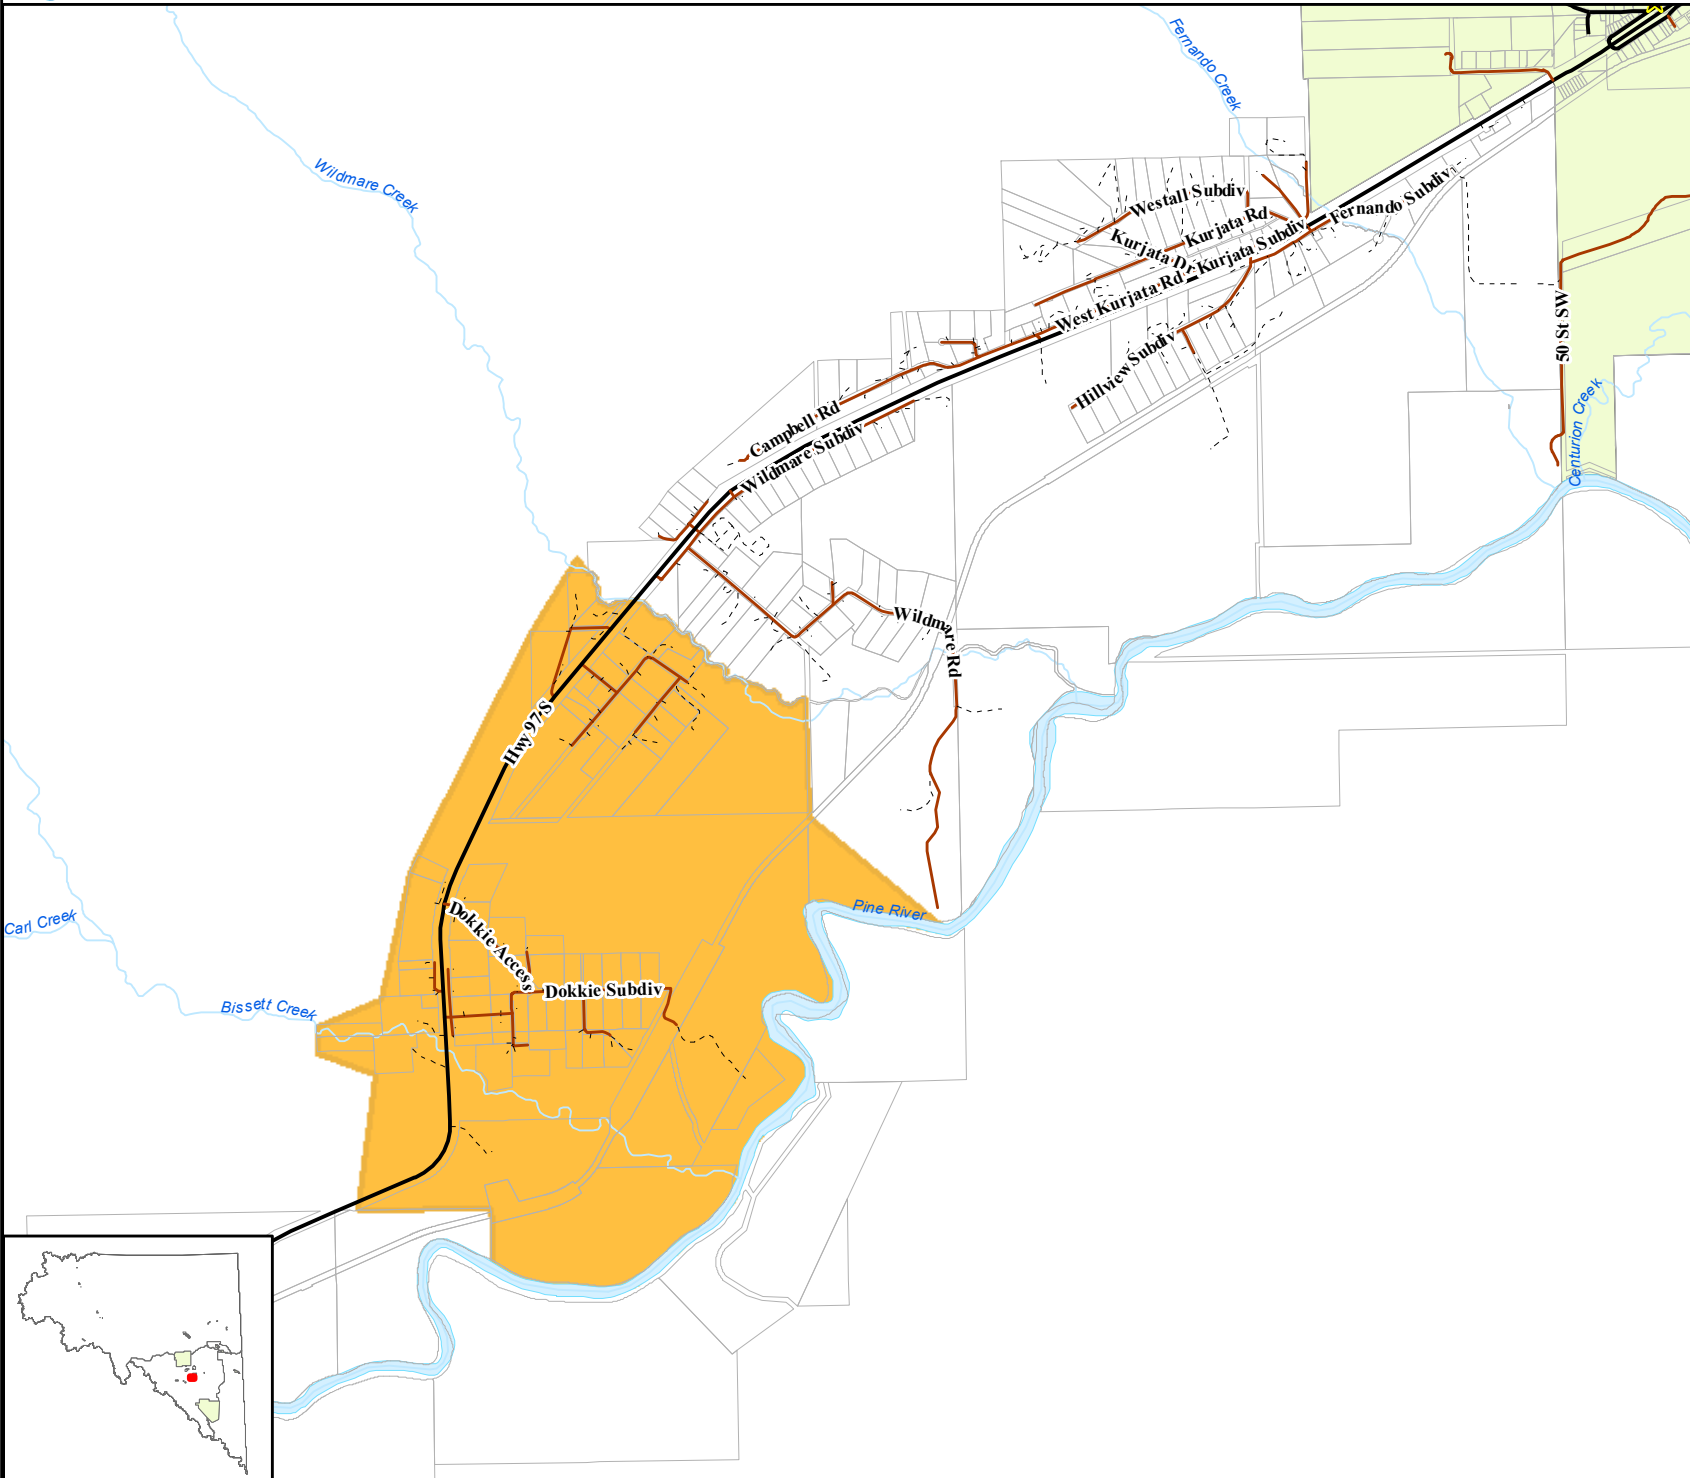 Fernando Creek
Wildmare Creek
Westall Subdiv
Fernando Subdiv
Kurjata Rd
Kurjata Dr
Kurjata Subdiv
West Kurjata Rd
50 St SW
Hillview Subdiv
Centurion Creek
Campbell Rd
Wildmare Subdiv
Wildmare Rd
Hwy 97 S
Pine River
Carl Creek
Dokkie Access
Dokkie Subdiv
Bissett Creek